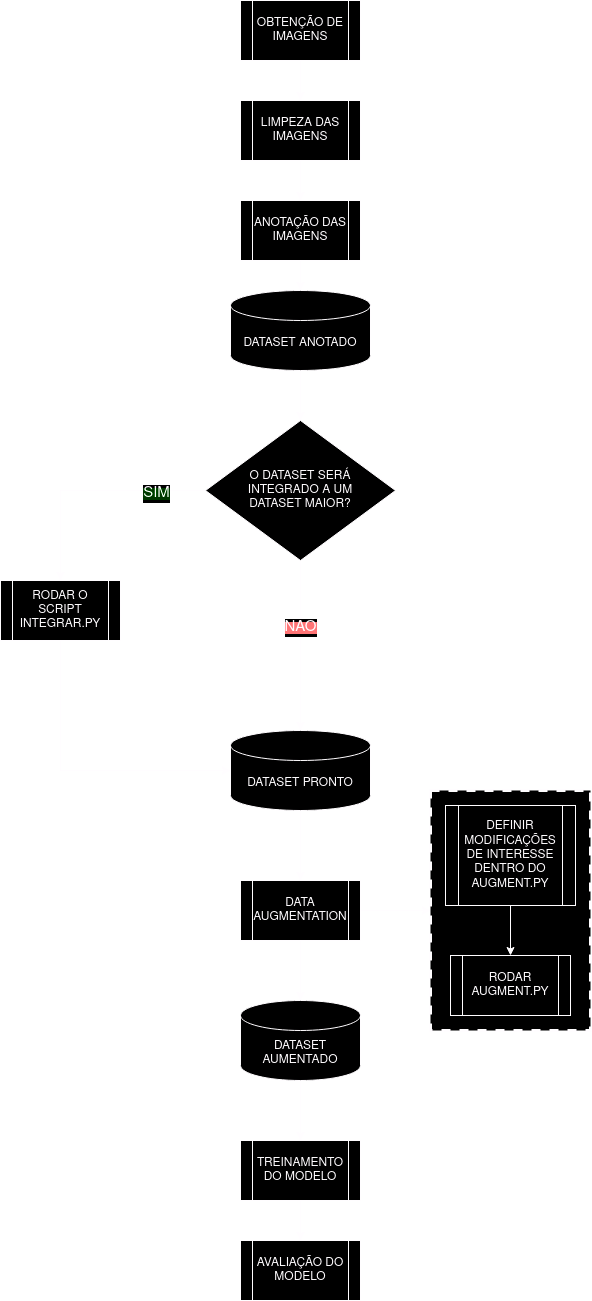 OBTENÇÃO DE
IMAGENS
LIMPEZA DAS
IMAGENS
ANOTAÇÃO DAS
IMAGENS
DATASET ANOTADO
O DATASET SERÁ
INTEGRADO A UM
DATASET MAIOR?
SIM
RODAR O
SCRIPT
INTEGRAR.PY
NÃO
DATASET PRONTO
DEFINIR
MODIFICAÇÕES
DE INTERESSE
DENTRO DO
AUGMENT.PY
DATA
AUGMENTATION
RODAR
AUGMENT.PY
DATASET
AUMENTADO
TREINAMENTO
DO MODELO
AVALIAÇÃO DO
MODELO